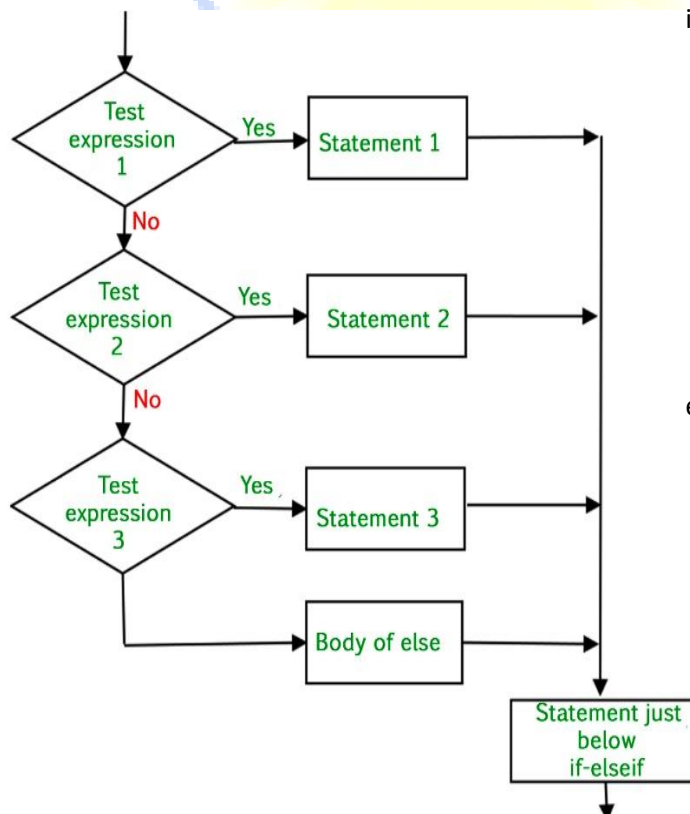 i
Test
expression
1
Yes
Statement 1
No
Test
expression
2
Yes
Statement 2
No
e
Test
expression
3
Yes
Statement 3
Body of else
Statement just
below
if-elseif